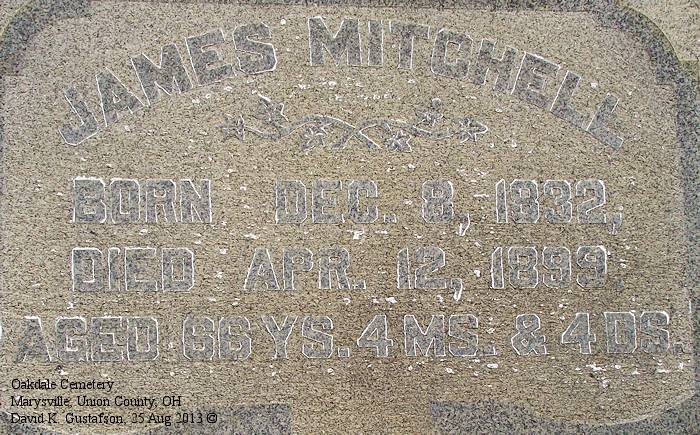 JAMES MITCHELL
BORN DEC. 8, 1832,
DIED APR. 12, 1899,
AGED 66 YS. 4 MS. & 4 DS.
Oakdale Cemetery
Marysville, Union County, OH
David K. Gustafson, 25 Aug 2013 ©